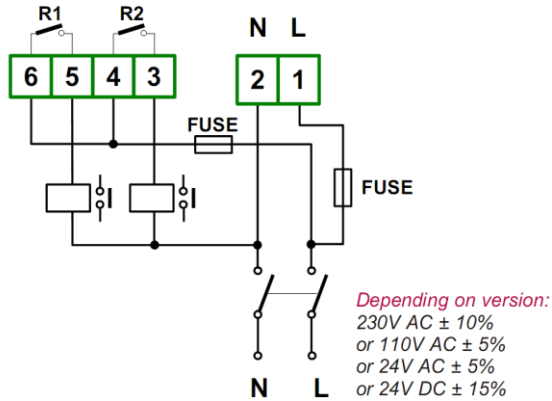 R1 R2 N L
6 5 4 3 2 1
FUSE
FUSE
Depending on version:
230V AC ± 10%
or 110V AC ± 5%
or 24V AC ± 5%
or 24V DC ± 15%
N L